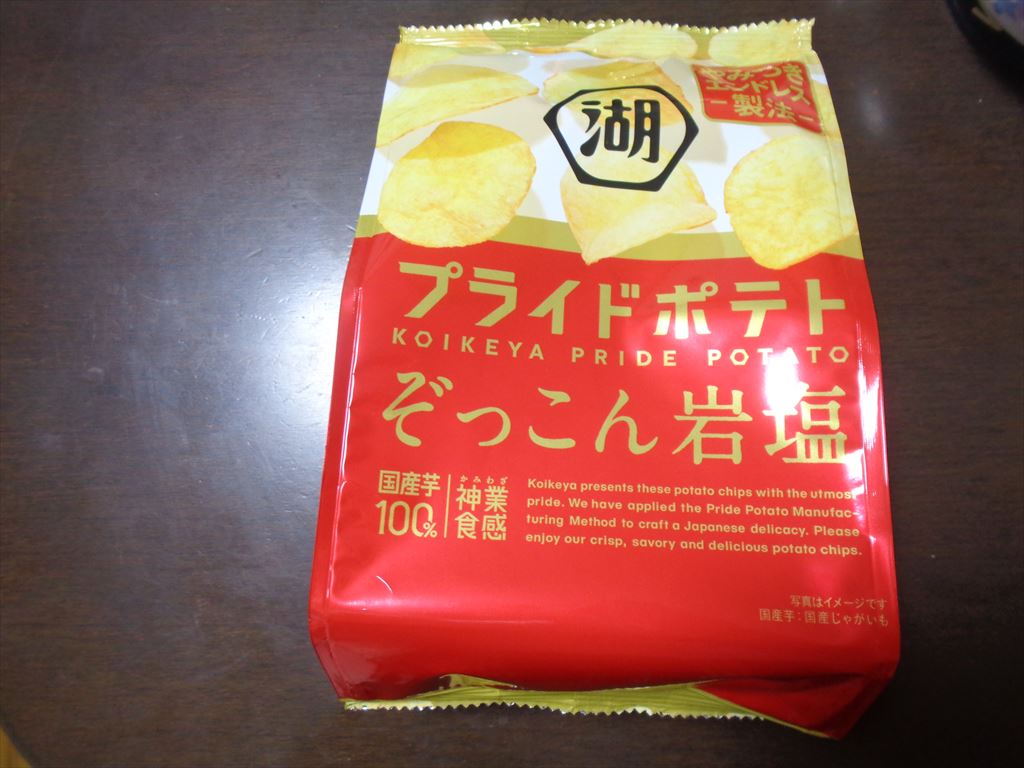 やみつき
エンドレス
製法
湖
プライドポテト
KOIKEYA PRIDE POTATO
ぞっこん岩塩
国産芋
100%
かみわざ
神業
食感
Koikeya presents these potato chips with the utmost
pride. We have applied the Pride Potato Manufac-
turing Method to craft a Japanese delicacy. Please
enjoy our crisp, savory and delicious potato chips.
写真はイメージです
国産芋：国産じゃがいも